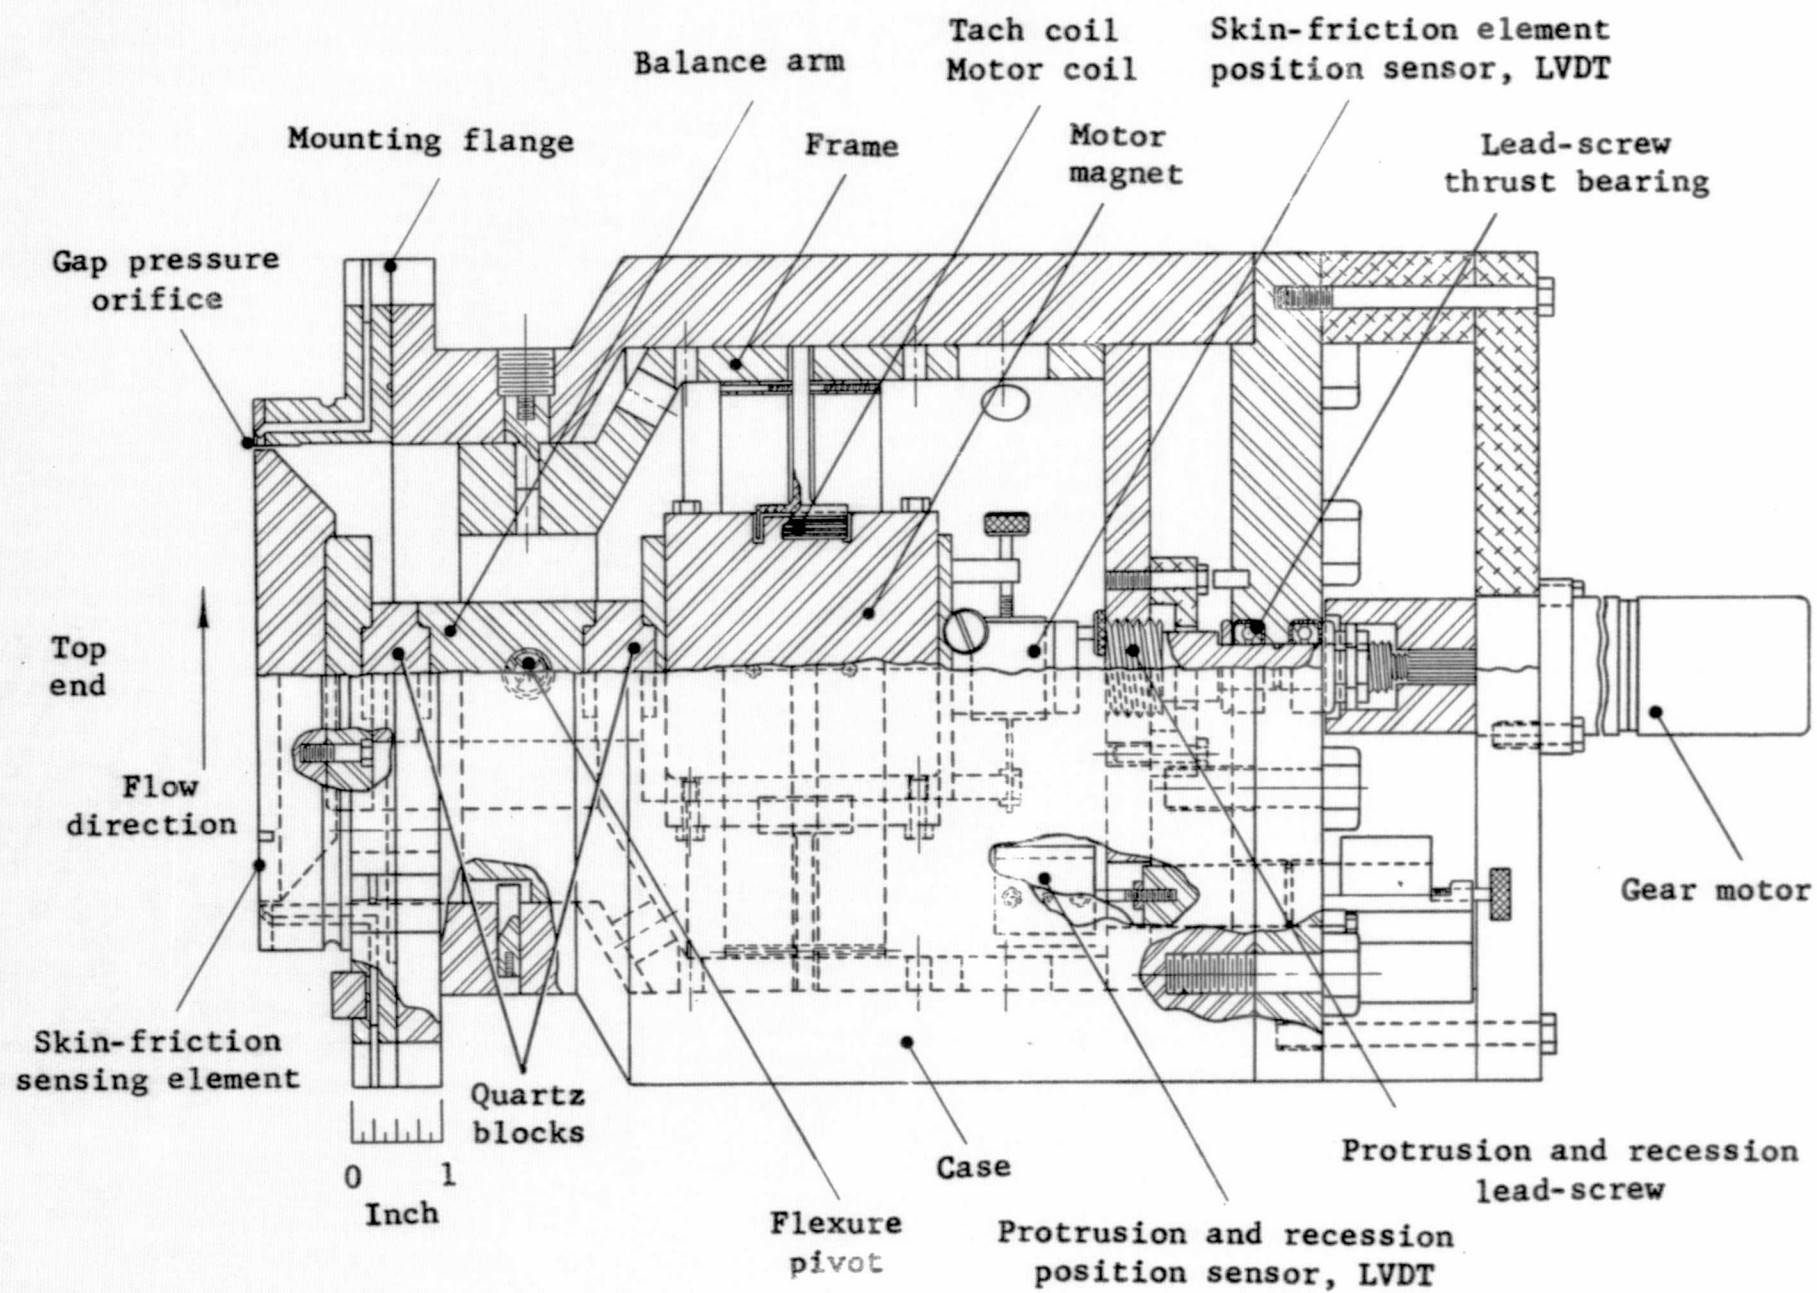 Tach coil
Motor coil
Skin-friction element
position sensor, LVDT
Balance arm
Mounting flange
Frame
Motor
magnet
Lead-screw
thrust bearing
Gap pressure
orifice
Top
end
Flow
direction
Gear motor
Skin-friction
sensing element
Quartz
blocks
0 1
Inch
Case
Flexure
pivot
Protrusion and recession
lead-screw
Protrusion and recession
position sensor, LVDT